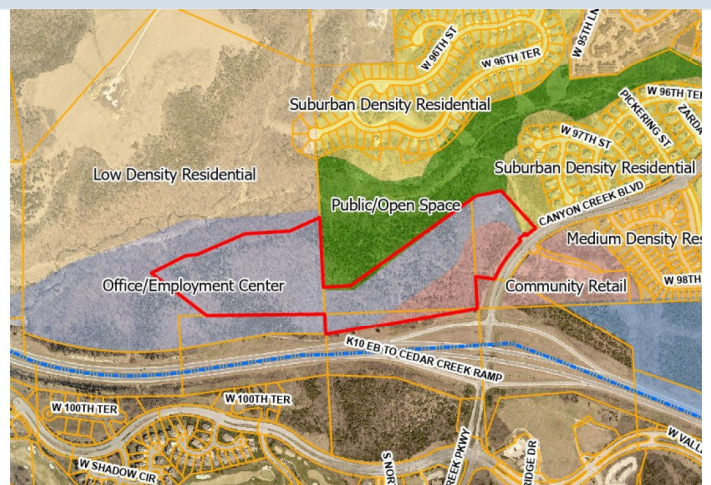 W 95TH LN
W 96TH ST
W 96TH TER
Suburban Density Residential
W 96TH TER
PICKERING ST
ZARDA
W 97TH ST
Suburban Density Residential
Low Density Residential
Public/Open Space
CANYON CREEK BLVD
Medium Density Res
W 98TH
Office/Employment Center
Community Retail
K10 EB TO CEDAR CREEK RAMP
W 100TH TER
W 100TH TER
W SHADOW CIR
S NOR
REEK PKWY
RIDGE DR
W VALL